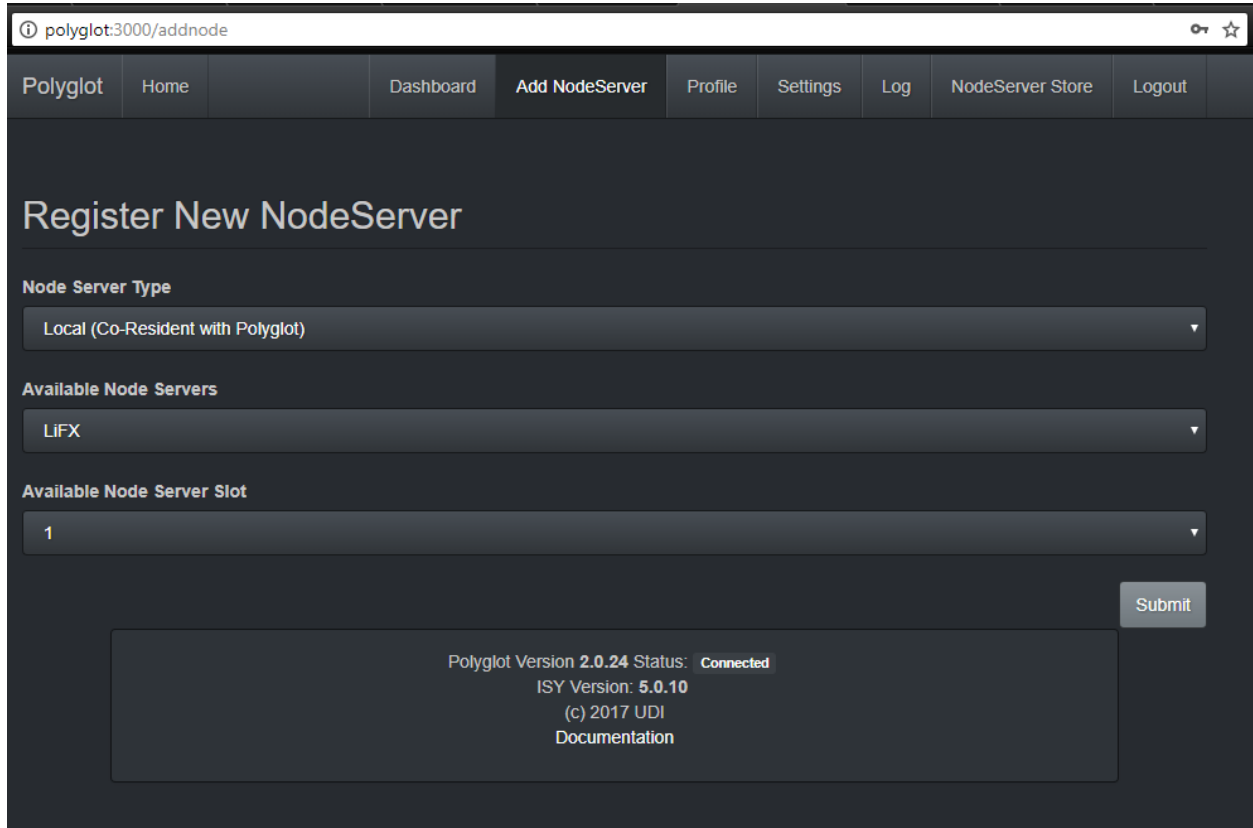 polyglot:3000/addnode
Polyglot Home Dashboard Add NodeServer Profile Settings Log NodeServer Store Logout
Register New NodeServer
Node Server Type
Local (Co-Resident with Polyglot)
Available Node Servers
LiFX
Available Node Server Slot
1
Submit
Polyglot Version 2.0.24 Status: Connected
ISY Version: 5.0.10
(c) 2017 UDI
Documentation